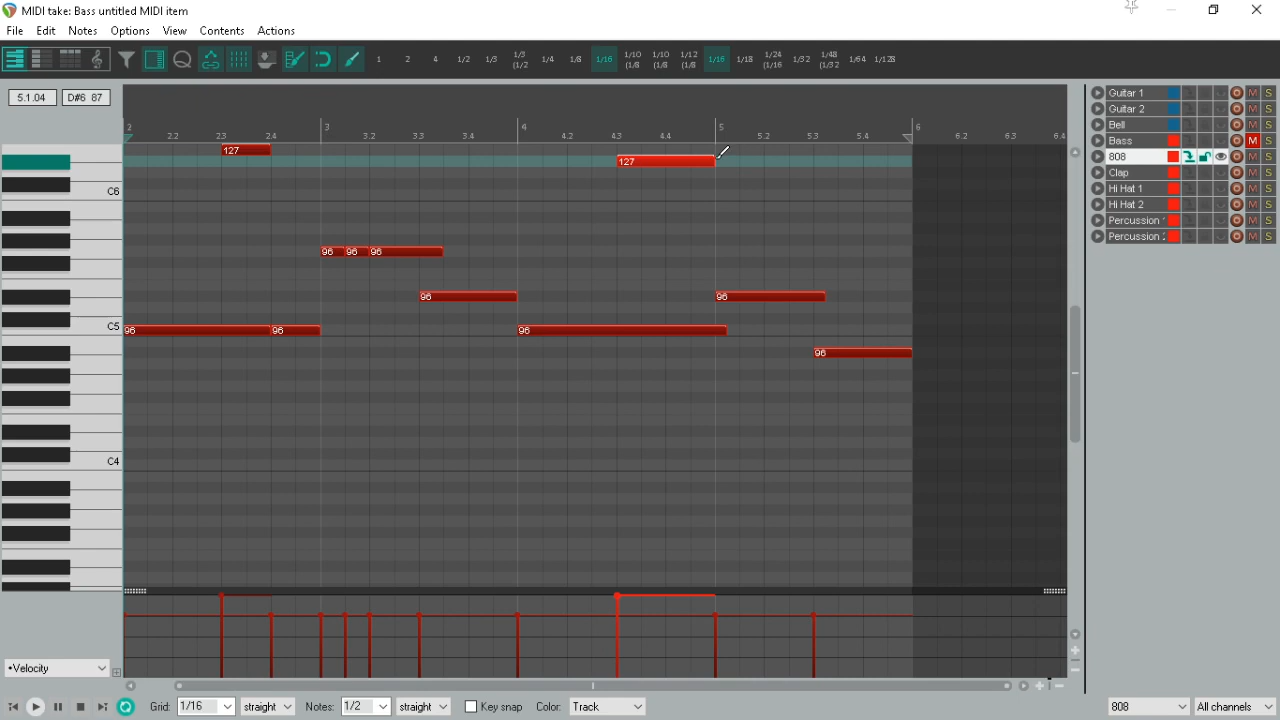 MIDI take: Bass untitled MIDI item
File Edit Notes Options View Contents Actions
1 2 4 1/2 1/3 1/3 (1/2 1/4 1/8 1/16 1/10 (1/8 1/10 (1/8 1/12 (1/8 1/16 1/18 1/24 (1/16 1/32 1/48 (1/32 1/64 1/128
5.1.04 D#6 87
2 3 4 5 6
2.2 2.3 2.4 3.2 3.3 3.4 4.2 4.3 4.4 5.2 5.3 5.4 6.2 6.3 6.4
127
127
C6
96 96 96
96 96
C5 96 96 96
96
C4
Guitar 1 M S
Guitar 2 M S
Bell M S
Bass M S
808 M S
Clap M S
Hi Hat 1 M S
Hi Hat 2 M S
Percussion M S
Percussion M S
•Velocity
Grid: 1/16 straight Notes: 1/2 straight Key snap Color: Track 808 All channels